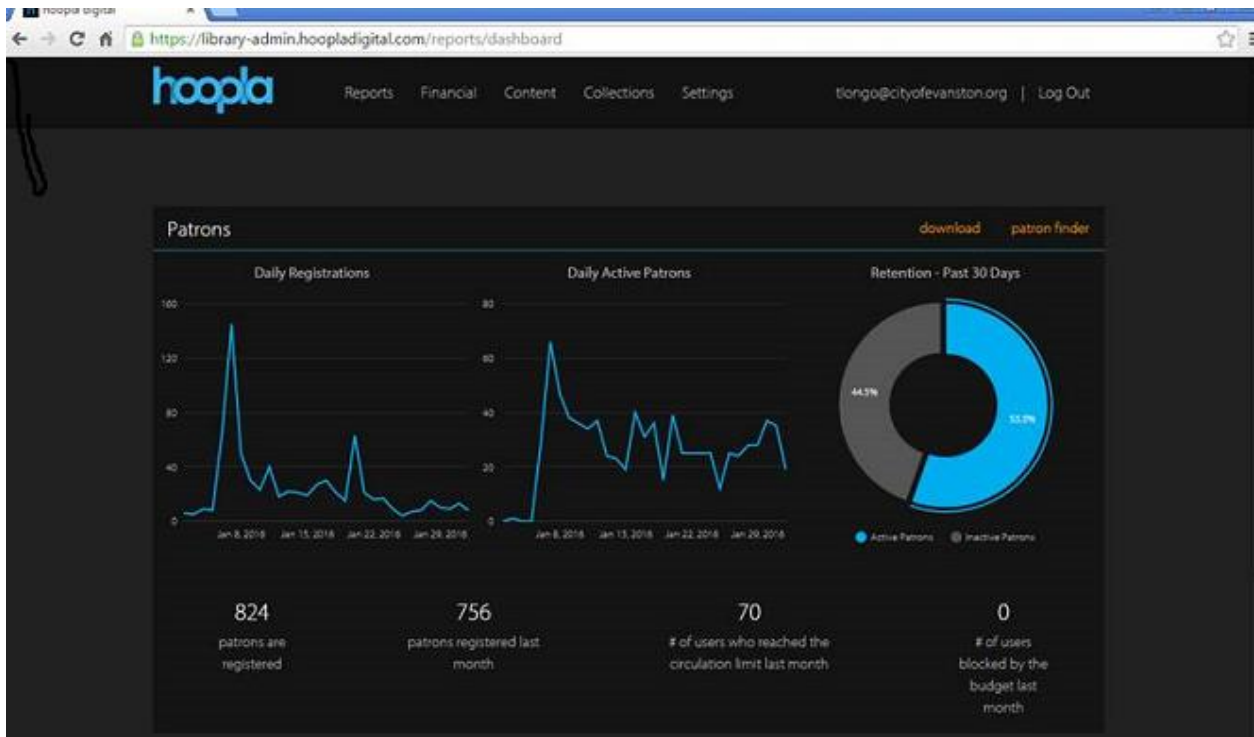 hoopla digital
https://library-admin.hoopladigital.com/reports/dashboard
hoopla Reports Financial Content Collections Settings tlongo@cityofevanston.org | Log Out
Patrons download patron finder
Daily Registrations
160
120
80
40
0
Jan 8, 2016 Jan 15, 2016 Jan 22, 2016 Jan 29, 2016
Daily Active Patrons
80
60
40
20
0
Jan 8, 2016 Jan 15, 2016 Jan 22, 2016 Jan 29, 2016
Retention - Past 30 Days
44.5%
Active Patrons Inactive Patrons
824
patrons are
registered
756
patrons registered last
month
70
# of users who reached the
circulation limit last month
0
# of users
blocked by the
budget last
month